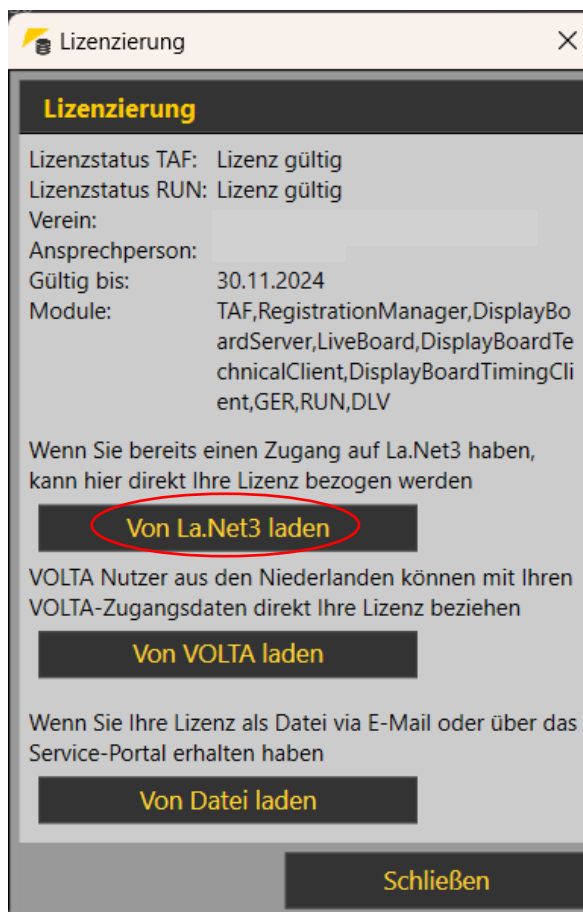 Lizenzierung
Lizenzierung
Lizenzstatus TAF: Lizenz gültig
Lizenzstatus RUN: Lizenz gültig
Verein:
Ansprechperson:
Gültig bis: 30.11.2024
Module: TAF,RegistrationManager,DisplayBo
ardServer,LiveBoard,DisplayBoardTe
chnicalClient,DisplayBoardTimingCli
ent,GER,RUN,DLV
Wenn Sie bereits einen Zugang auf La.Net3 haben,
kann hier direkt Ihre Lizenz bezogen werden
Von La.Net3 laden
VOLTA Nutzer aus den Niederlanden können mit Ihren
VOLTA-Zugangsdaten direkt Ihre Lizenz beziehen
Von VOLTA laden
Wenn Sie Ihre Lizenz als Datei via E-Mail oder über das
Service-Portal erhalten haben
Von Datei laden
Schließen